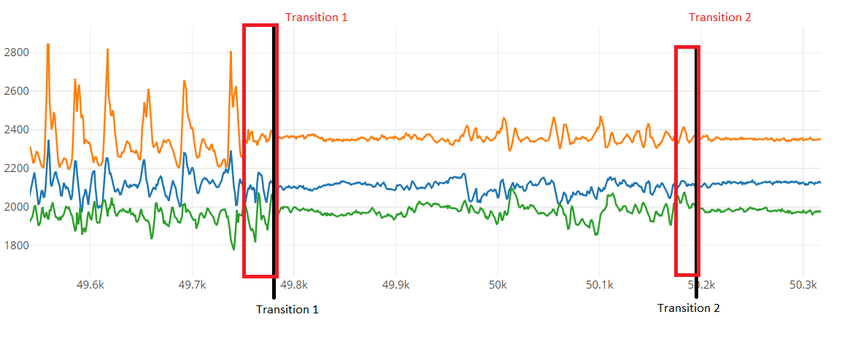 Transition 1
Transition 2
2800
2600
2400
2200
2000
1800
49.6k
49.7k
49.8k
49.9k
50k
50.1k
50.2k
50.3k
Transition 1
Transition 2